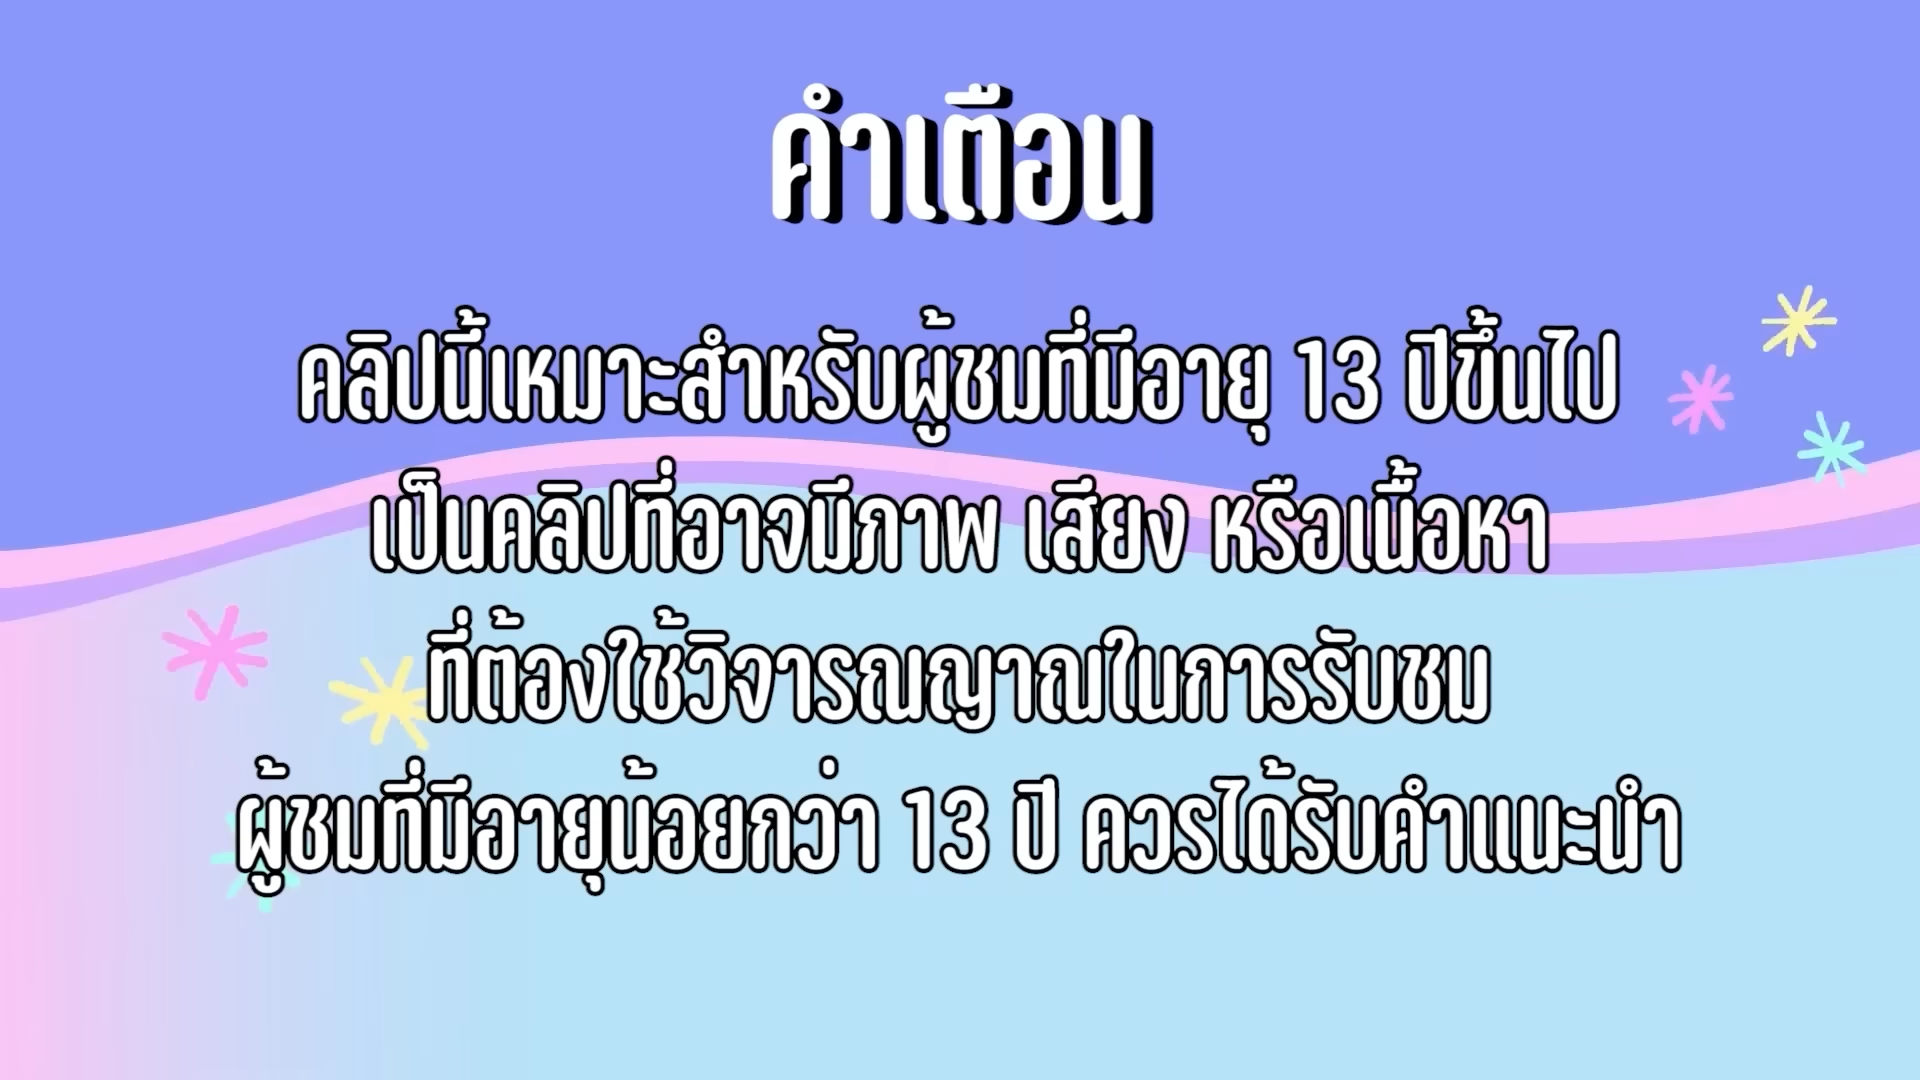 คำเตือน
คลิปนี้เหมาะสำหรับผู้ชมที่มีอายุ 13 ปีขึ้นไป
เป็นคลิปที่อาจมีภาพ เสียง หรือเนื้อหา
ที่ต้องใช้วิจารณญาณในการรับชม
ผู้ชมที่มีอายุน้อยกว่า 13 ปี ควรได้รับคำแนะนำ